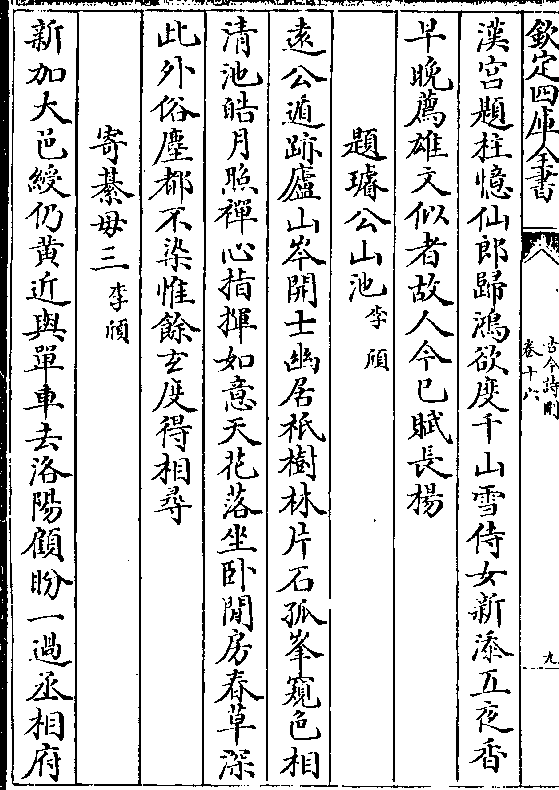 欽定四庫全書
古今詩刪
卷十六
九
漢宮題柱憶仙郎歸鴻欲度千山雪侍女新添五夜香
早晚薦雄文似者故人今已賦長楊
題璿公山池李頎
遠公遁跡廬山岑開士幽居祇樹林片石孤峯窺色相
清池皓月照禪心指揮如意天花落坐臥閒房春草深
此外俗塵都不染惟餘玄度得相尋
寄綦毋三李頎
新加大邑綬仍黃近與單車去洛陽顧盻一過丞相府